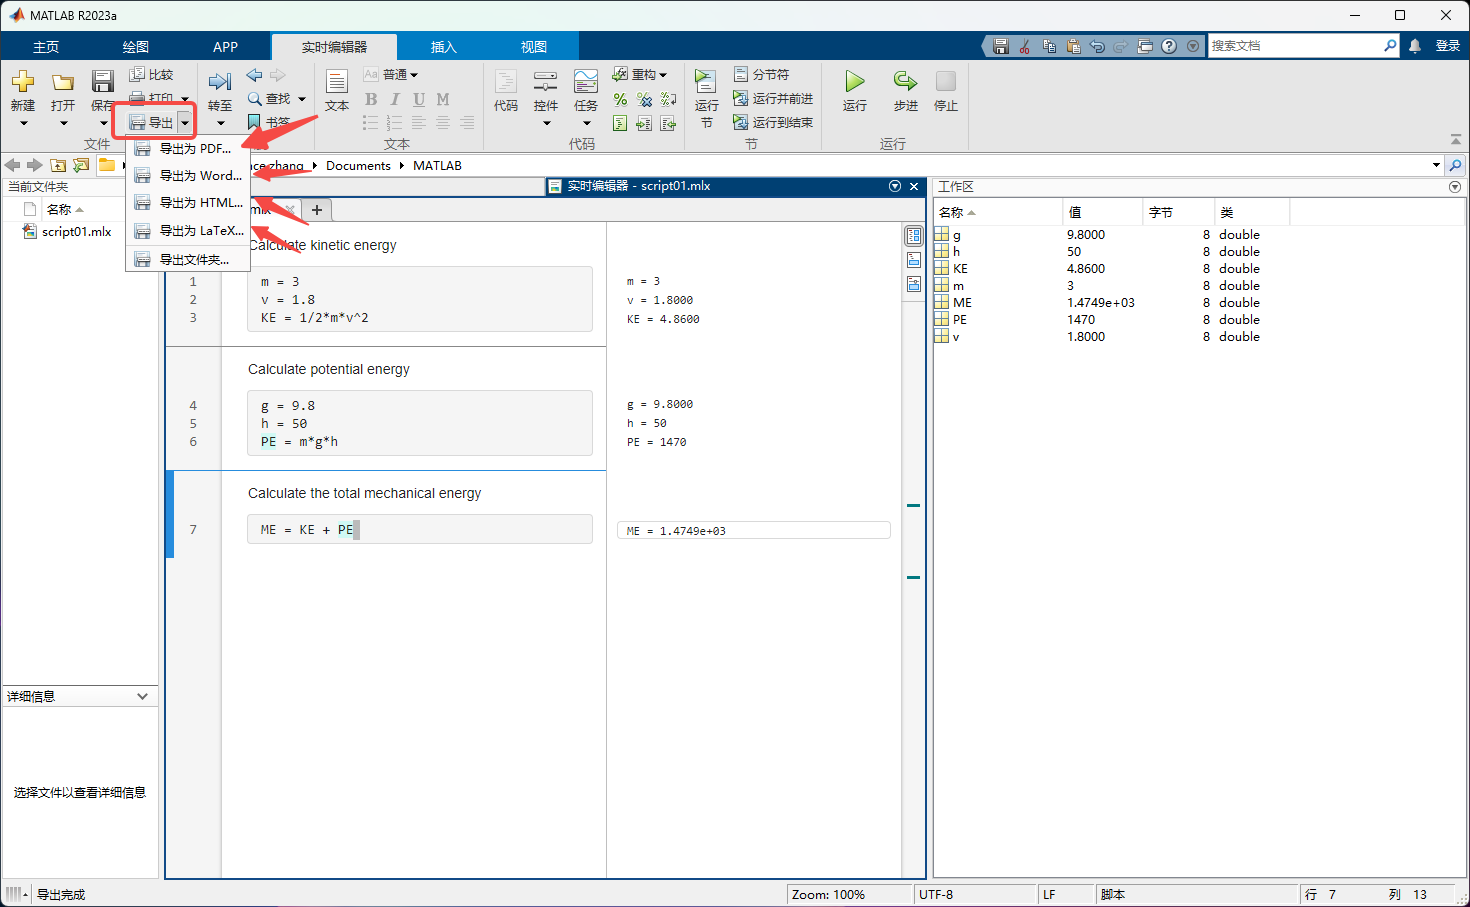 MATLAB R2023a
主页 绘图 APP 实时编辑器 插入 视图
搜索文档
登录
新建
打开
保存
比较
打印
导出
文件
转至
查找
书签
文本
普通
Aa
B I U M
文本
代码
控件
任务
重构
代码
运行
节
分节符
运行并前进
运行到结束
节
运行
步进
停止
运行
导出为 PDF...
导出为 Word...
导出为 HTML...
导出为 LaTeX...
导出文件夹...
zhang Documents MATLAB
当前文件夹
名称
script01.mlx
详细信息
选择文件以查看详细信息
实时编辑器 - script01.mlx
mlx
+
Calculate kinetic energy
1 m = 3
2 v = 1.8
3 KE = 1/2*m*v^2
m = 3
v = 1.8000
KE = 4.8600
Calculate potential energy
4 g = 9.8
5 h = 50
6 PE = m*g*h
g = 9.8000
h = 50
PE = 1470
Calculate the total mechanical energy
7 ME = KE + PE
ME = 1.4749e+03
工作区
名称 值 字节 类
g 9.8000 8 double
h 50 8 double
KE 4.8600 8 double
m 3 8 double
ME 1.4749e+03 8 double
PE 1470 8 double
v 1.8000 8 double
导出完成
Zoom: 100% UTF-8 LF 脚本 行 7 列 13